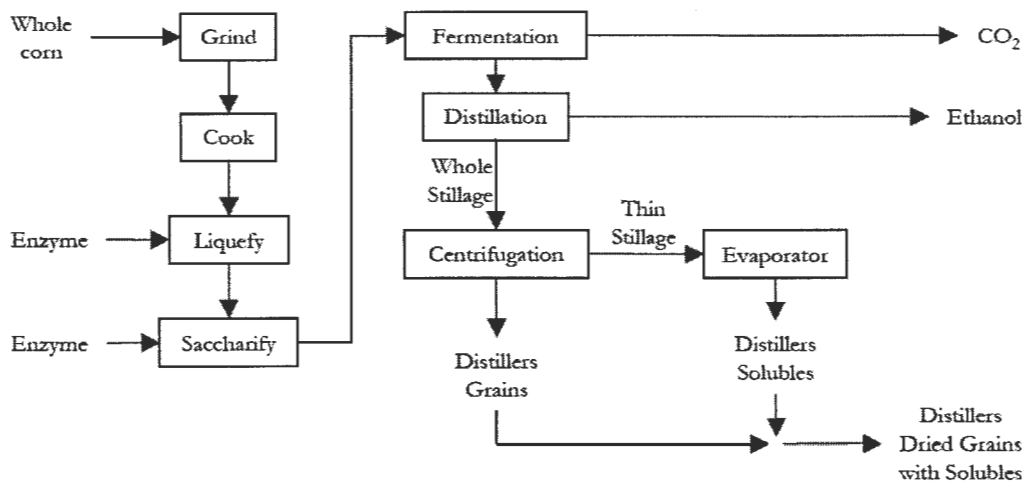 Whole
corn
Grind
Cook
Enzyme
Liquefy
Enzyme
Saccharify
Fermentation
CO₂
Distillation
Ethanol
Whole
Stillage
Centrifugation
Thin
Stillage
Evaporator
Distillers
Grains
Distillers
Solubles
Distillers
Dried Grains
with Solubles